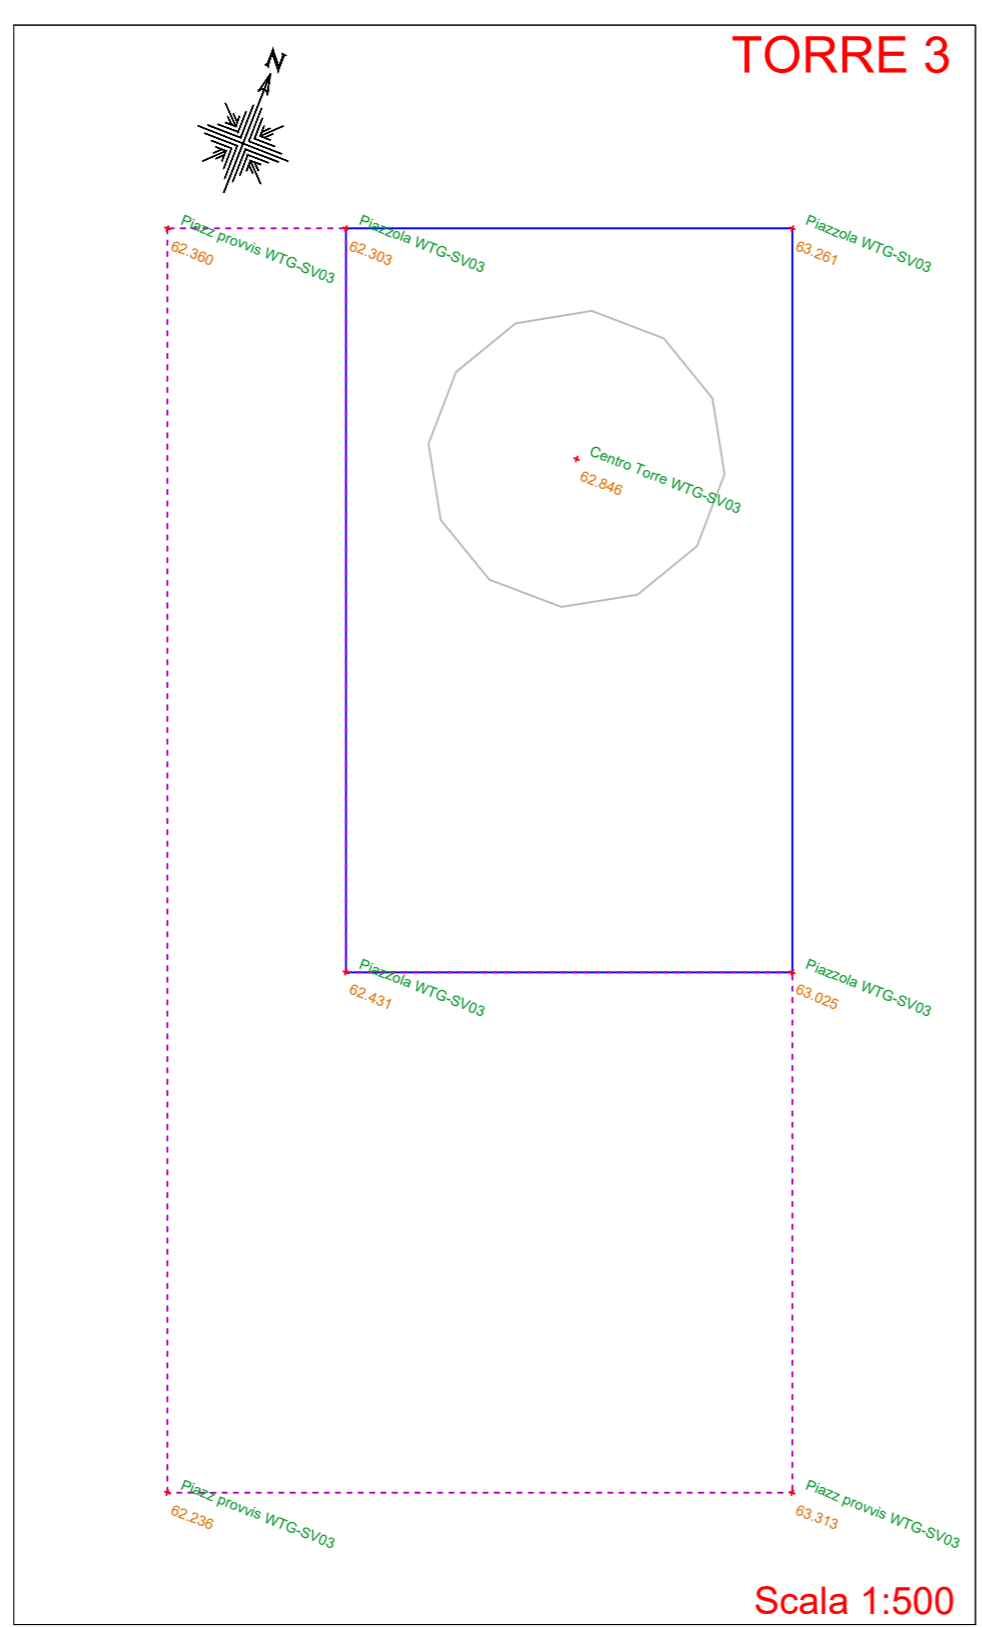 TORRE 3
N
Piazz provvis WTG-SV03
62.360
Piazzola WTG-SV03
62.303
Piazzola WTG-SV03
63.261
Centro Torre WTG-SV03
62.846
Piazzola WTG-SV03
62.431
Piazzola WTG-SV03
63.025
Piazz provvis WTG-SV03
62.236
Piazz provvis WTG-SV03
63.313
Scala 1:500